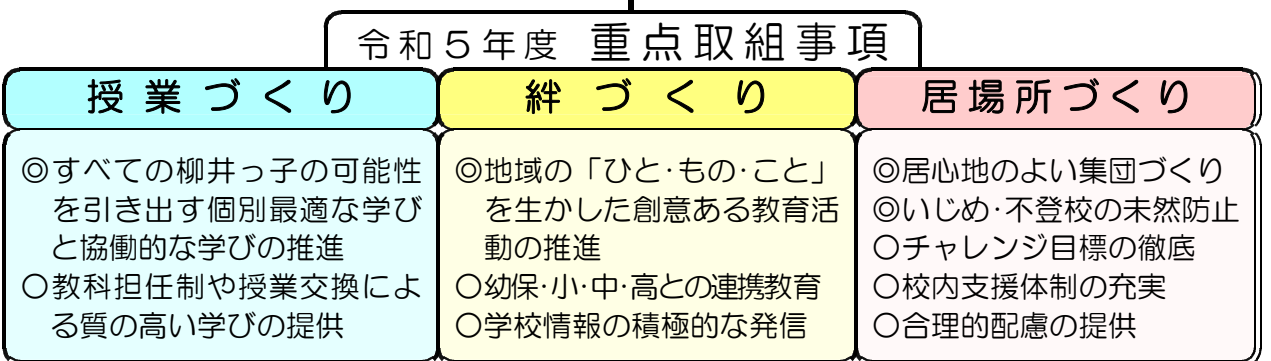 令和５年度 重点取組事項
授業づくり
◎すべての柳井っ子の可能性
を引き出す個別最適な学び
と協働的な学びの推進
○教科担任制や授業交換によ
る質の高い学びの提供
絆づくり
◎地域の「ひと･もの･こと」
を生かした創意ある教育活
動の推進
○幼保･小･中･高との連携教育
○学校情報の積極的な発信
居場所づくり
◎居心地のよい集団づくり
◎いじめ･不登校の未然防止
○チャレンジ目標の徹底
○校内支援体制の充実
○合理的配慮の提供